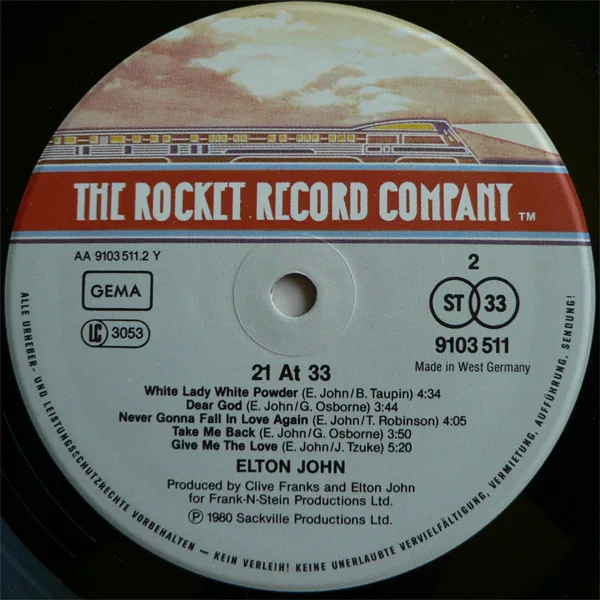 THE ROCKET RECORD COMPANY TM
AA 9103 511.2 Y
GEMA
LC 3053
2
ST 33
9103 511
Made in West Germany
21 At 33
White Lady White Powder (E. John/B. Taupin) 4:34
Dear God (E. John/G. Osborne) 3:44
Never Gonna Fall In Love Again (E. John/T. Robinson) 4:05
Take Me Back (E. John/G. Osborne) 3:50
Give Me The Love (E. John/J. Tzuke) 5:20
ELTON JOHN
Produced by Clive Franks and Elton John
for Frank-N-Stein Productions Ltd.
Ⓟ 1980 Sackville Productions Ltd.
ALLE URHEBER- UND LEISTUNGSSCHUTZRECHTE VORBEHALTEN – KEIN VERLEIH! KEINE UNERLAUBTE VERVIELFÄLTIGUNG, VERMIETUNG, AUFFÜHRUNG, SENDUNG!